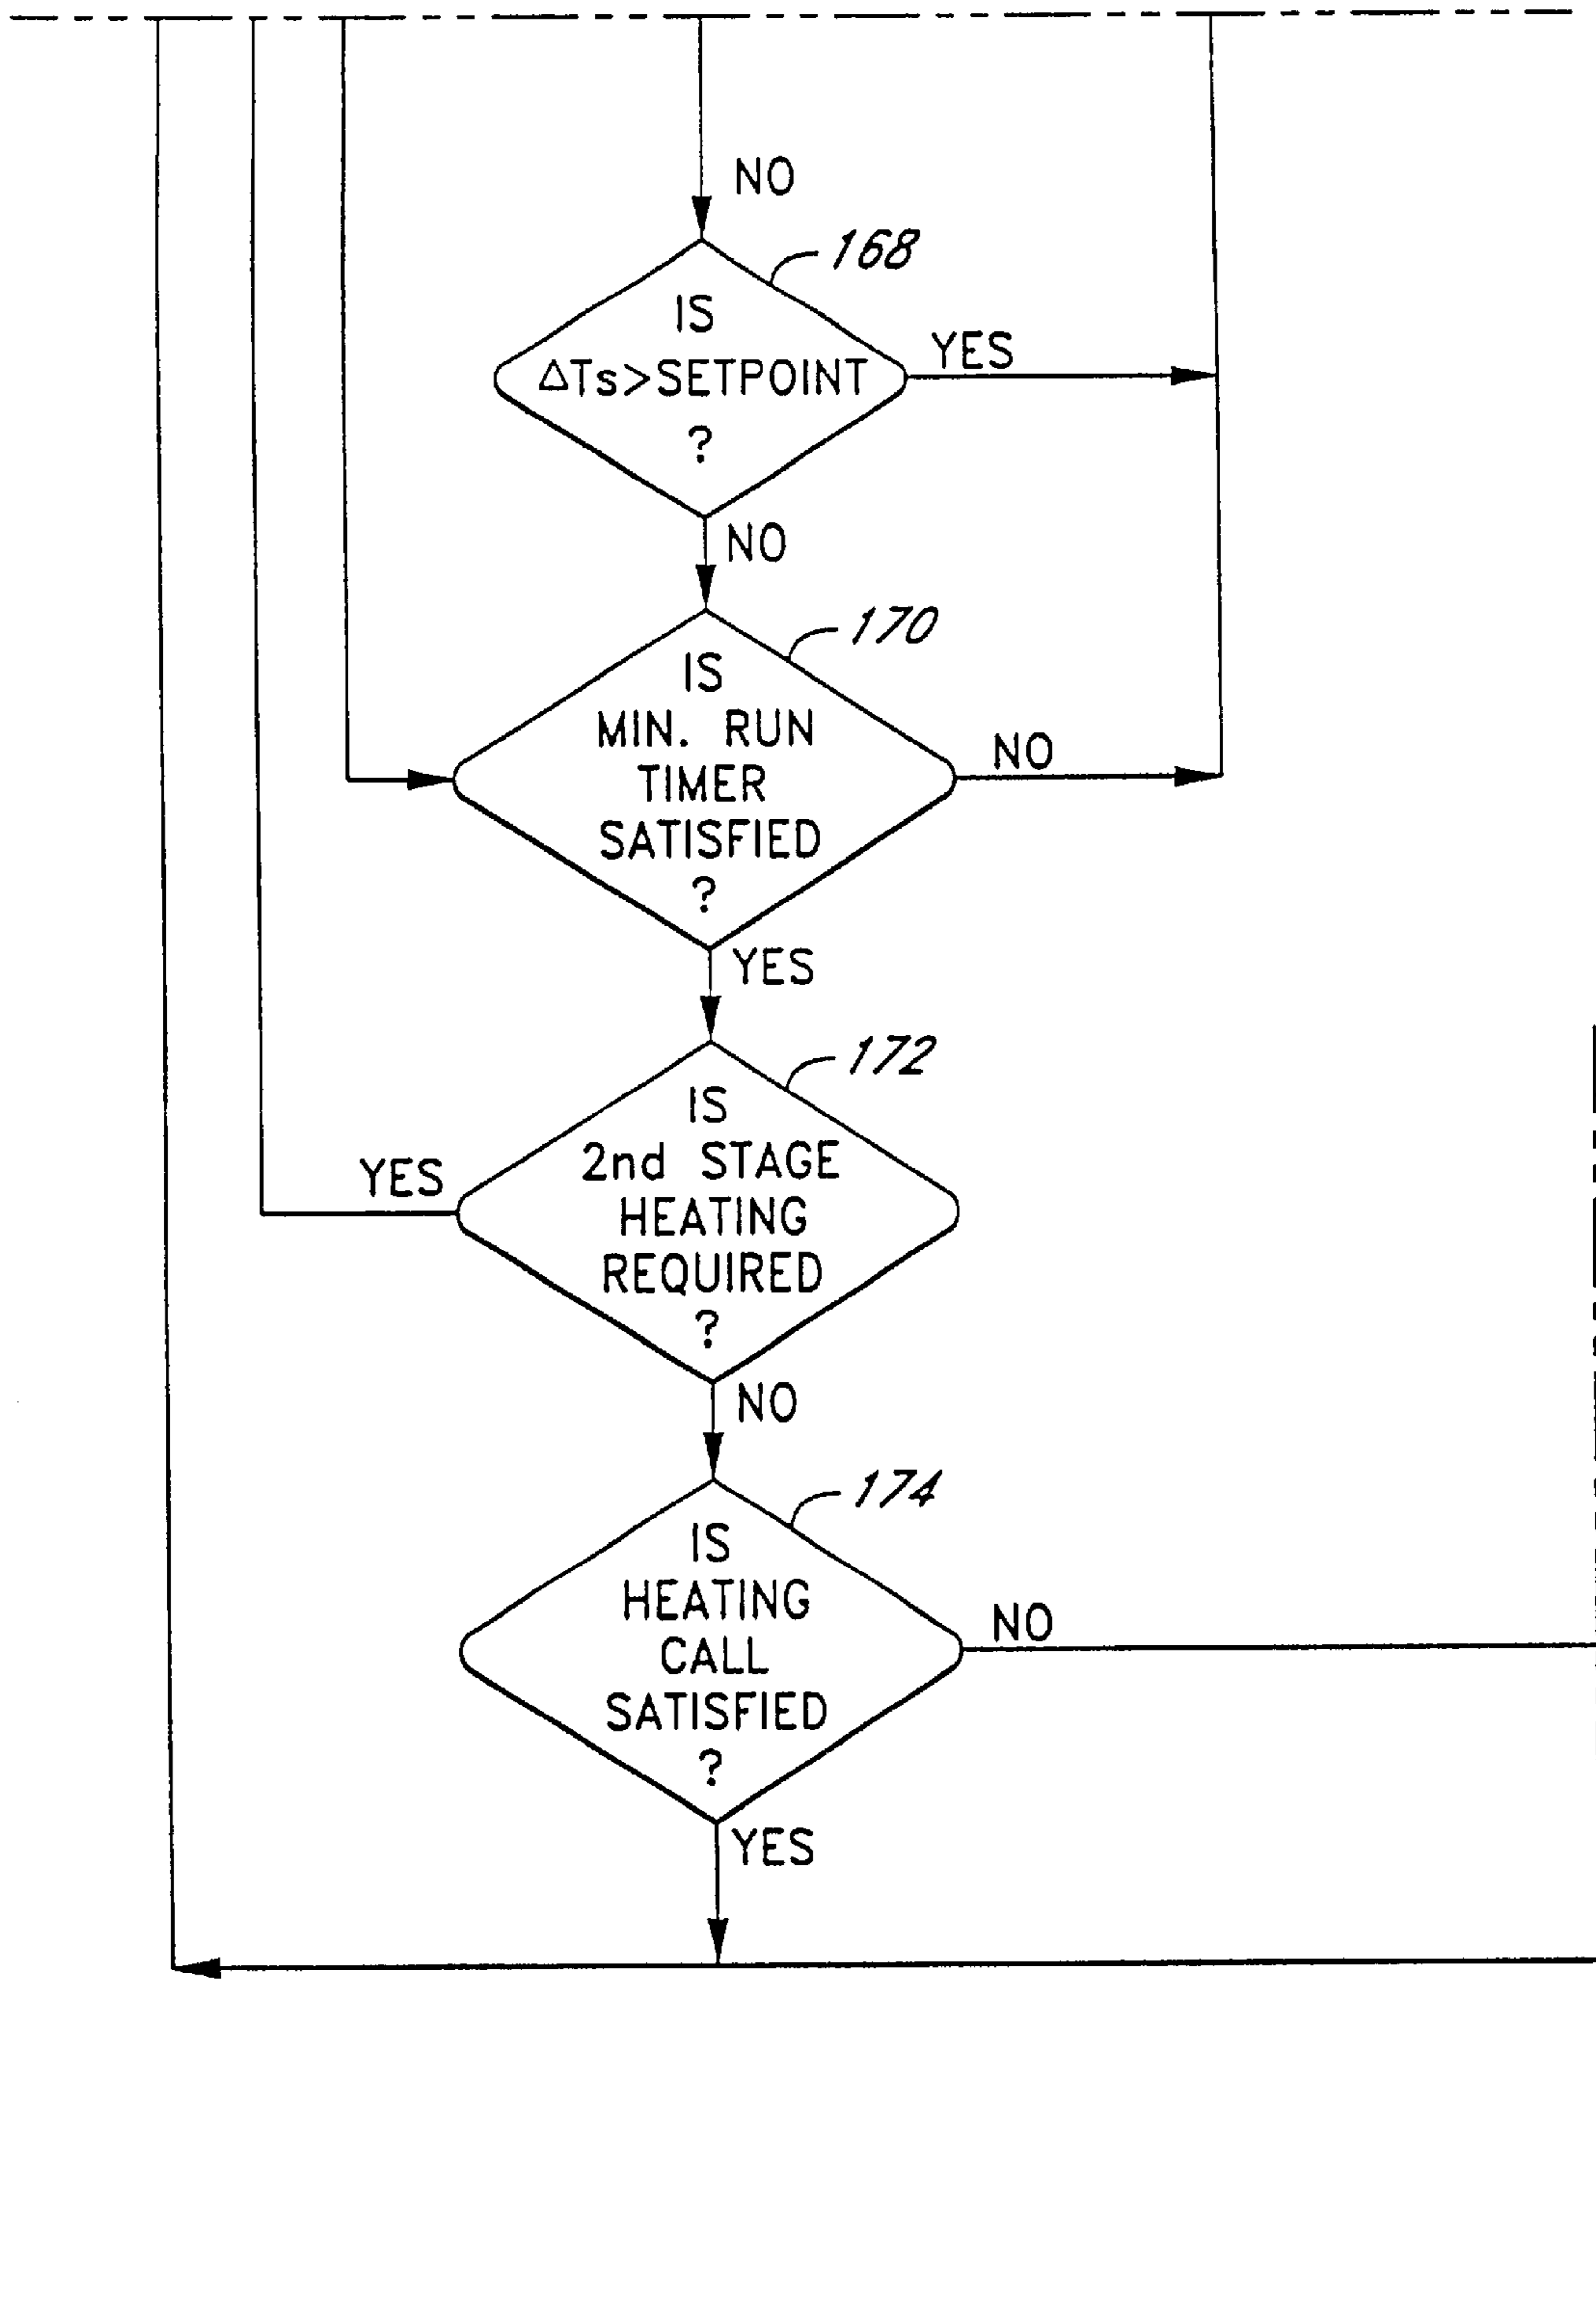 NO
168
IS
ΔTs>SETPOINT
?
YES
NO
170
IS
MIN. RUN
TIMER
SATISFIED
?
NO
YES
172
IS
2nd STAGE
HEATING
REQUIRED
?
YES
NO
174
IS
HEATING
CALL
SATISFIED
?
NO
YES